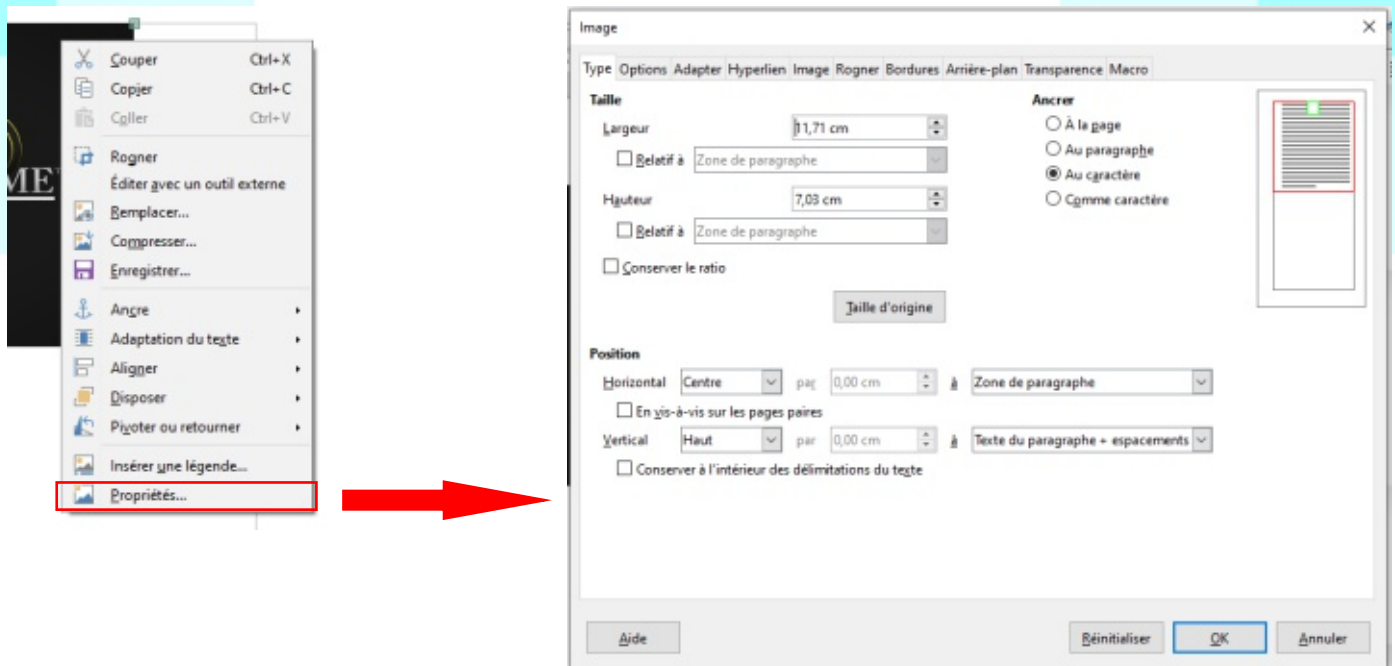 ME
Couper Ctrl+X
Copier Ctrl+C
Coller Ctrl+V
Rogner
Éditer avec un outil externe
Remplacer...
Compresser...
Enregistrer...
Ancre
Adaptation du texte
Aligner
Disposer
Pivoter ou retourner
Insérer une légende...
Propriétés...
Image
Type Options Adapter Hyperlien Image Rogner Bordures Arrière-plan Transparence Macro
Taille
Largeur 11,71 cm
Relatif à Zone de paragraphe
Hauteur 7,03 cm
Relatif à Zone de paragraphe
Conserver le ratio
Taille d'origine
Ancrer
À la page
Au paragraphe
Au caractère
Comme caractère
Position
Horizontal Centre par 0,00 cm à Zone de paragraphe
En vis-à-vis sur les pages paires
Vertical Haut par 0,00 cm à Texte du paragraphe + espacements
Conserver à l'intérieur des délimitations du texte
Aide Réinitialiser OK Annuler